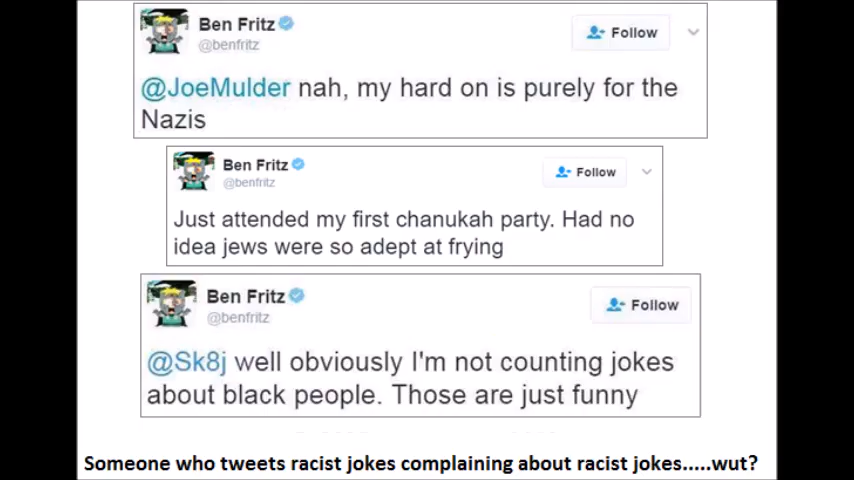 Ben Fritz
@benfritz
Follow
@JoeMulder nah, my hard on is purely for the
Nazis
Ben Fritz
@benfritz
Follow
Just attended my first chanukah party. Had no
idea jews were so adept at frying
Ben Fritz
@benfritz
Follow
@Sk8j well obviously I'm not counting jokes
about black people. Those are just funny
Someone who tweets racist jokes complaining about racist jokes.....wut?